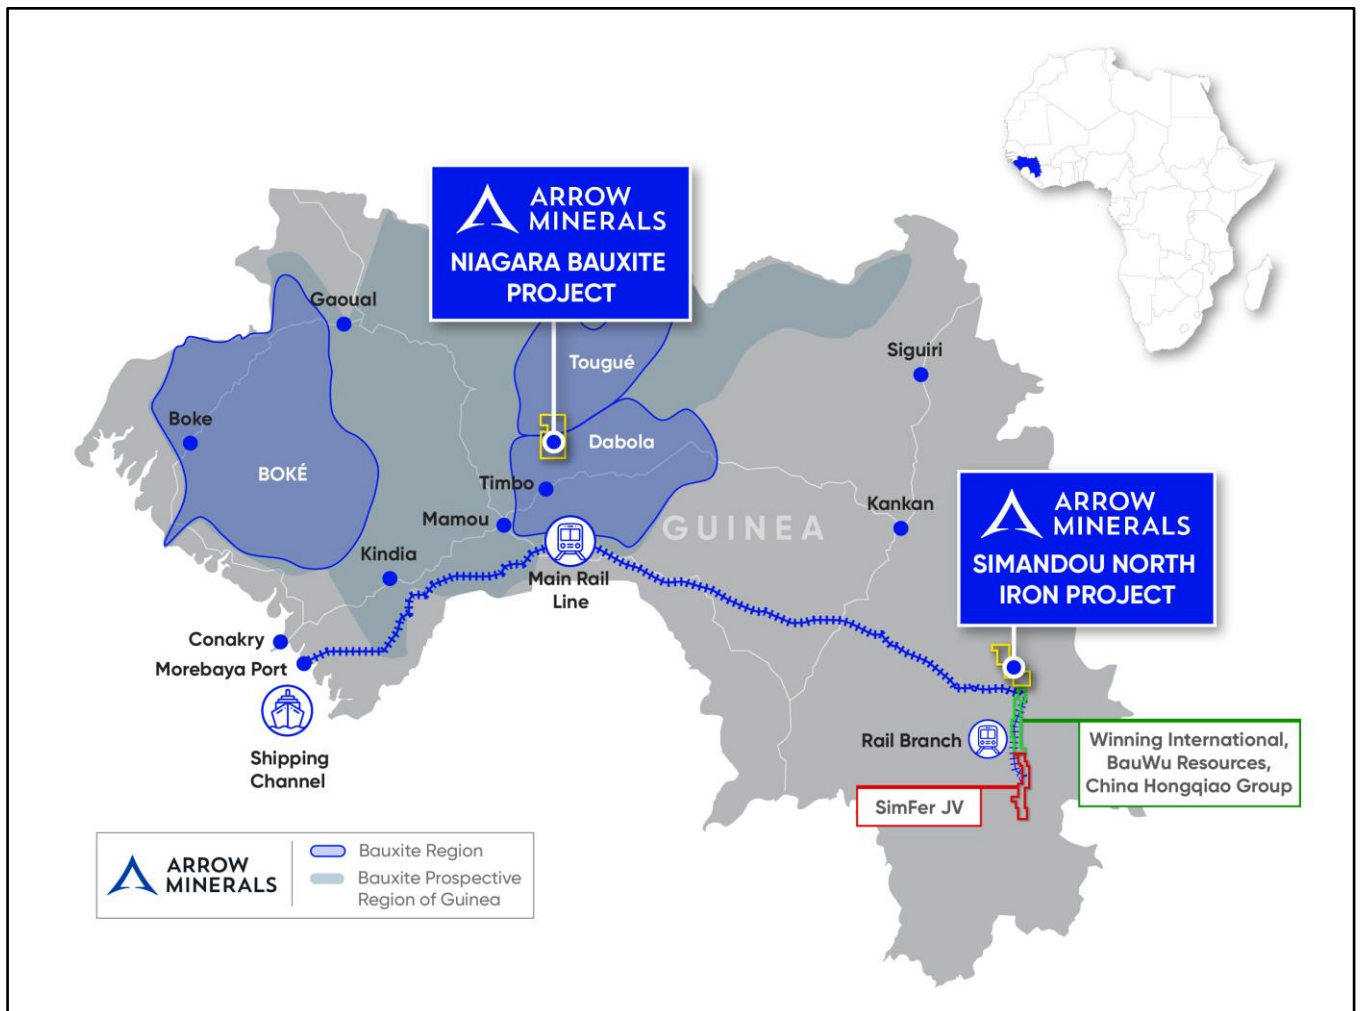 ARROW
MINERALS
NIAGARA BAUXITE
PROJECT
Gaoual
Tougué
Siguiri
Boke
Dabola
BOKÉ
Timbo
Mamou
Kankan
GUINEA
ARROW
MINERALS
SIMANDOU NORTH
IRON PROJECT
Kindia
Main Rail
Line
Conakry
Morebaya Port
Shipping
Channel
Rail Branch
Winning International,
BauWu Resources,
China Hongqiao Group
SimFer JV
ARROW
MINERALS
Bauxite Region
Bauxite Prospective
Region of Guinea